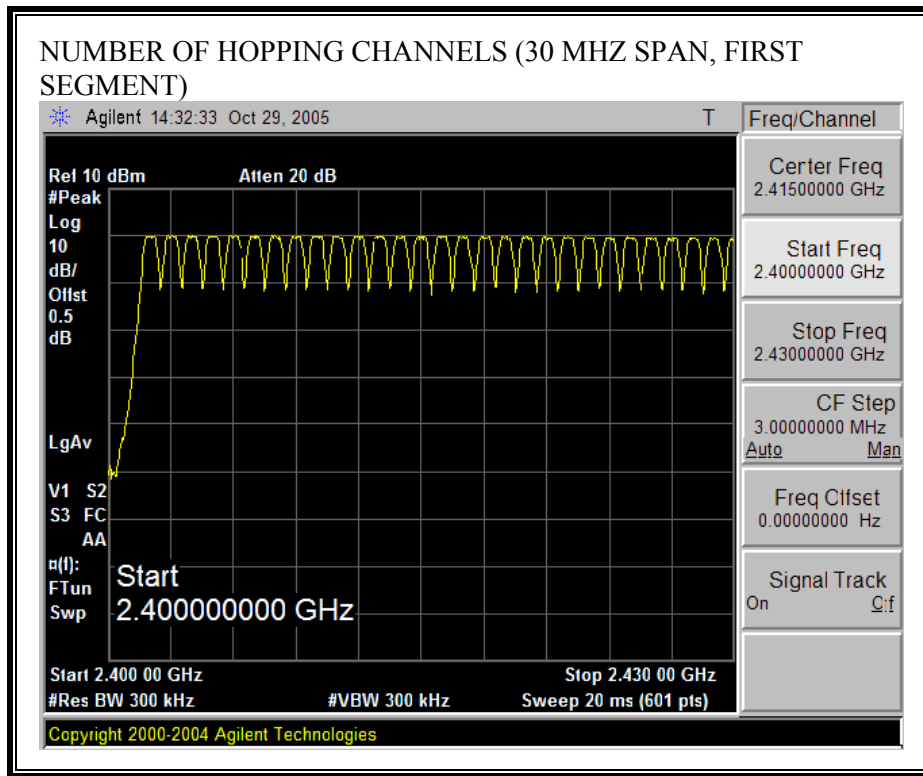 NUMBER OF HOPPING CHANNELS (30 MHZ SPAN, FIRST
SEGMENT)
Agilent 14:32:33 Oct 29, 2005 T
Freq/Channel
Ref 10 dBm Atten 20 dB
#Peak
Log
10
dB/
Offst
0.5
dB
LgAv
V1 S2
S3 FC
AA
¤(f):
FTun
Swp
Start
2.400000000 GHz
Start 2.400 00 GHz Stop 2.430 00 GHz
#Res BW 300 kHz #VBW 300 kHz Sweep 20 ms (601 pts)
Copyright 2000-2004 Agilent Technologies
Center Freq
2.41500000 GHz
Start Freq
2.40000000 GHz
Stop Freq
2.43000000 GHz
CF Step
3.00000000 MHz
Auto Man
Freq Offset
0.00000000 Hz
Signal Track
On Off